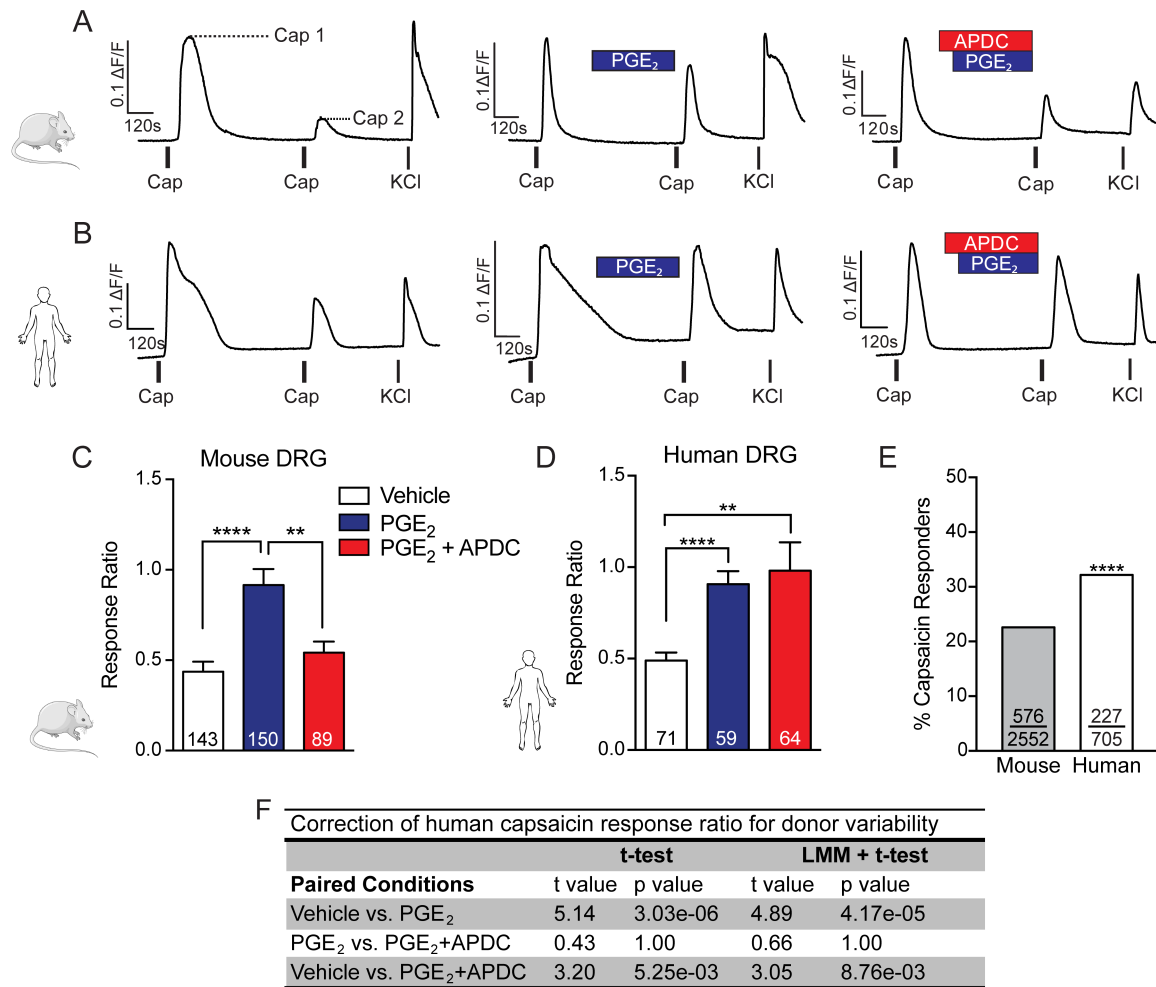 A
Cap 1
Cap 2
0.1 ΔF/F
120s
Cap
Cap
KCl
PGE₂
0.1 ΔF/F
120s
Cap
Cap
KCl
APDC
PGE₂
0.1 ΔF/F
120s
Cap
Cap
KCl
B
0.1 ΔF/F
120s
Cap
Cap
KCl
PGE₂
0.1 ΔF/F
120s
Cap
Cap
KCl
APDC
PGE₂
0.1 ΔF/F
120s
Cap
Cap
KCl
C
Mouse DRG
Response Ratio
1.5
1.0
0.5
0.0
**** **
143 150 89
Vehicle
PGE₂
PGE₂ + APDC
D
Human DRG
Response Ratio
1.5
1.0
0.5
0.0
**
****
71 59 64
E
% Capsaicin Responders
50
40
30
20
10
0
****
576
2552
227
705
Mouse Human
F
Correction of human capsaicin response ratio for donor variability
t-test LMM + t-test
Paired Conditions t value p value t value p value
Vehicle vs. PGE₂ 5.14 3.03e-06 4.89 4.17e-05
PGE₂ vs. PGE₂+APDC 0.43 1.00 0.66 1.00
Vehicle vs. PGE₂+APDC 3.20 5.25e-03 3.05 8.76e-03